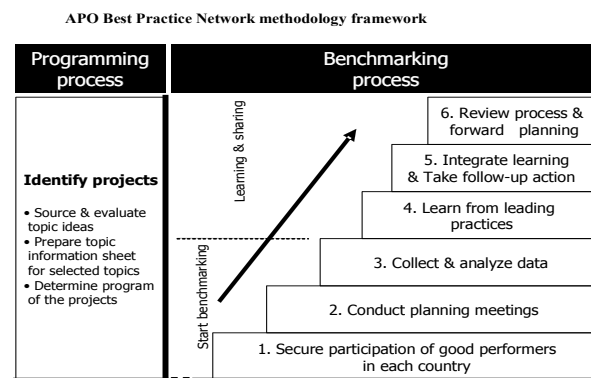 APO Best Practice Network methodology framework
Programming
process
Benchmarking
process
Identify projects
• Source & evaluate
topic ideas
• Prepare topic
information sheet
for selected topics
• Determine program
of the projects
Learning & sharing
Start benchmarking
6. Review process &
forward planning
5. Integrate learning
& Take follow-up action
4. Learn from leading
practices
3. Collect & analyze data
2. Conduct planning meetings
1. Secure participation of good performers
in each country